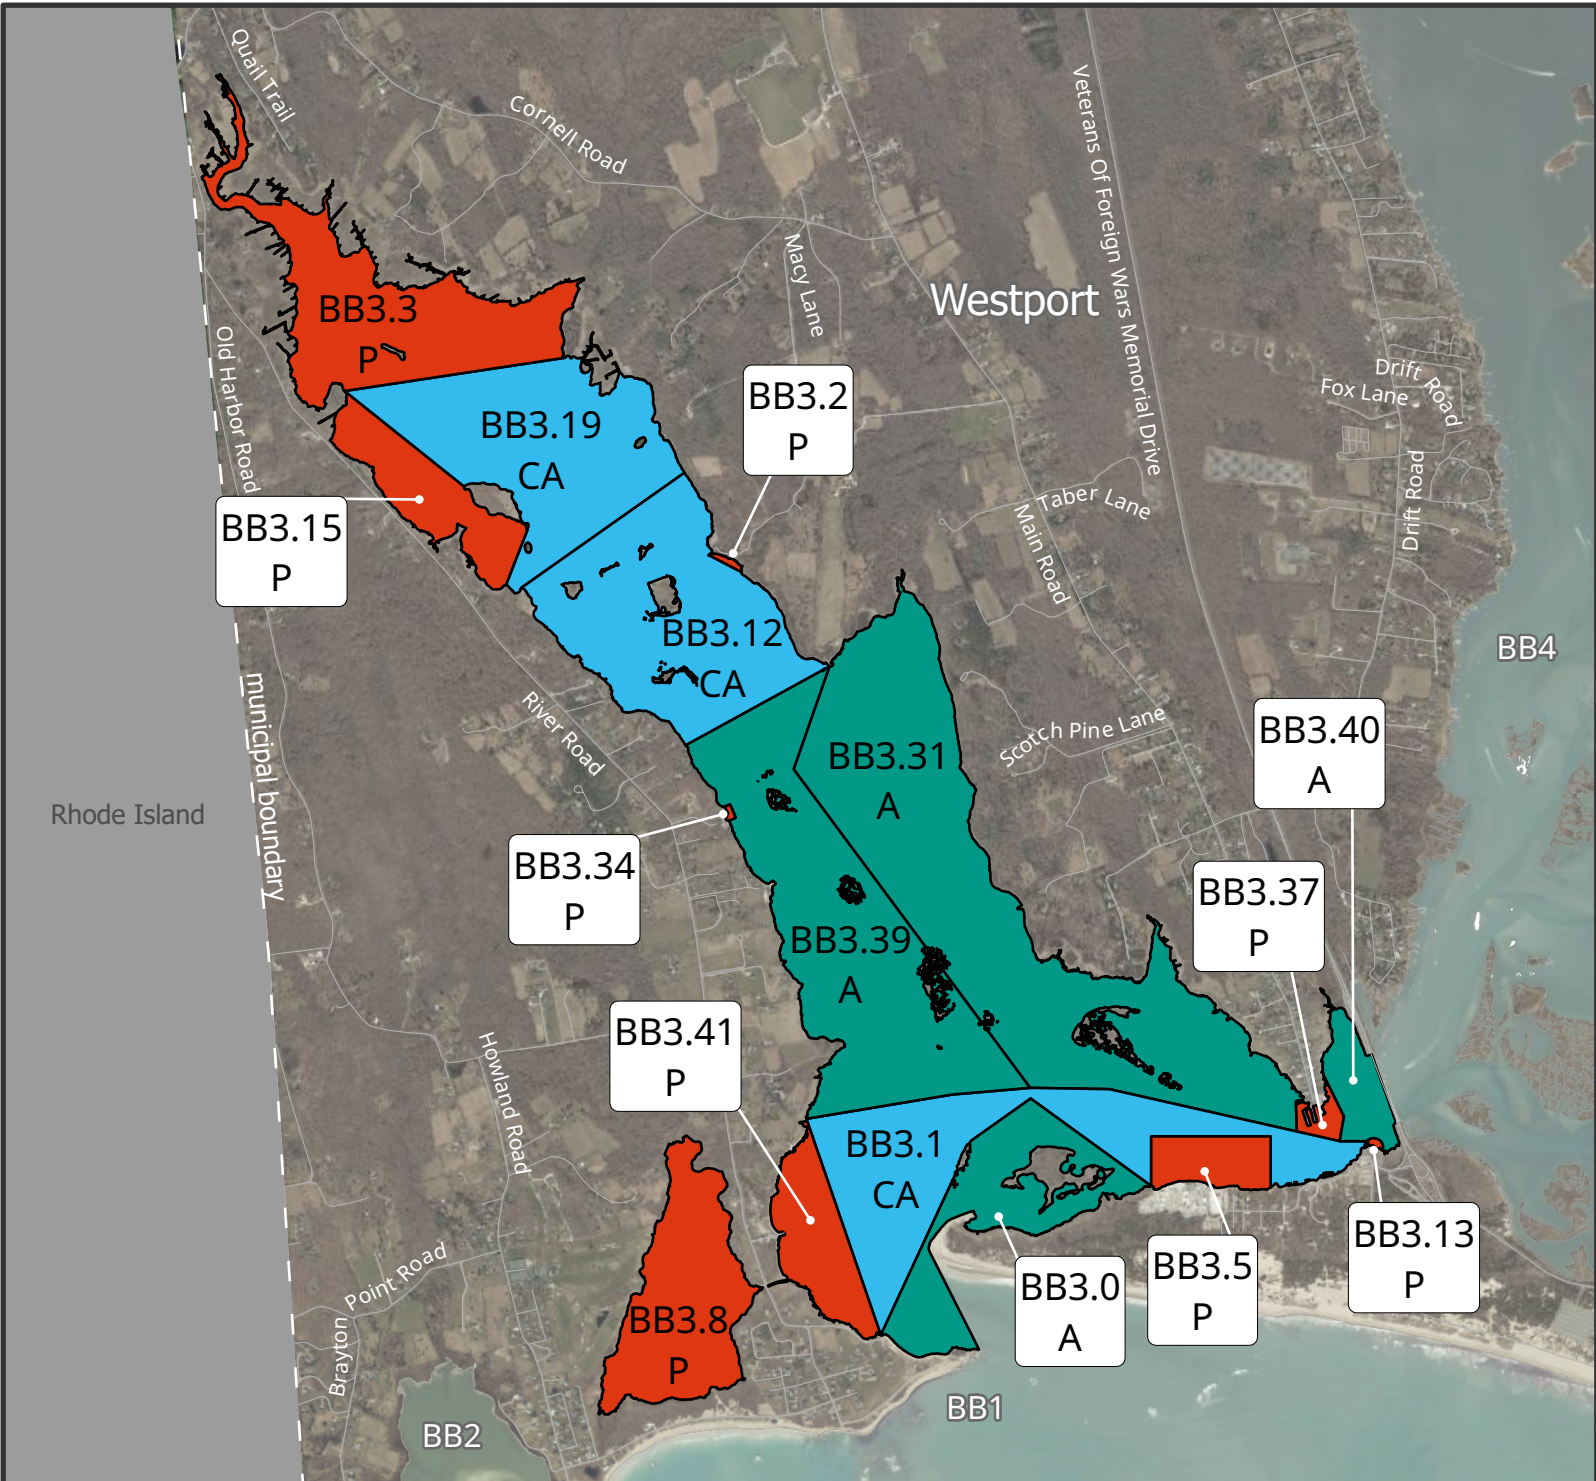 Quail Trail
Cornell Road
Veterans Of Foreign Wars Memorial Drive
Macy Lane
Westport
BB3.3
P
Old Harbor Road
Drift Road
Fox Lane
BB3.2
P
BB3.19
CA
Drift Road
Taber Lane
Main Road
BB3.15
P
BB3.12
CA
BB4
municipal boundary
River Road
Scotch Pine Lane
BB3.40
A
BB3.31
A
Rhode Island
BB3.34
P
BB3.37
P
BB3.39
A
BB3.41
P
Howland Road
BB3.1
CA
BB3.13
P
BB3.5
P
BB3.0
A
Brayton Point Road
BB3.8
P
BB1
BB2